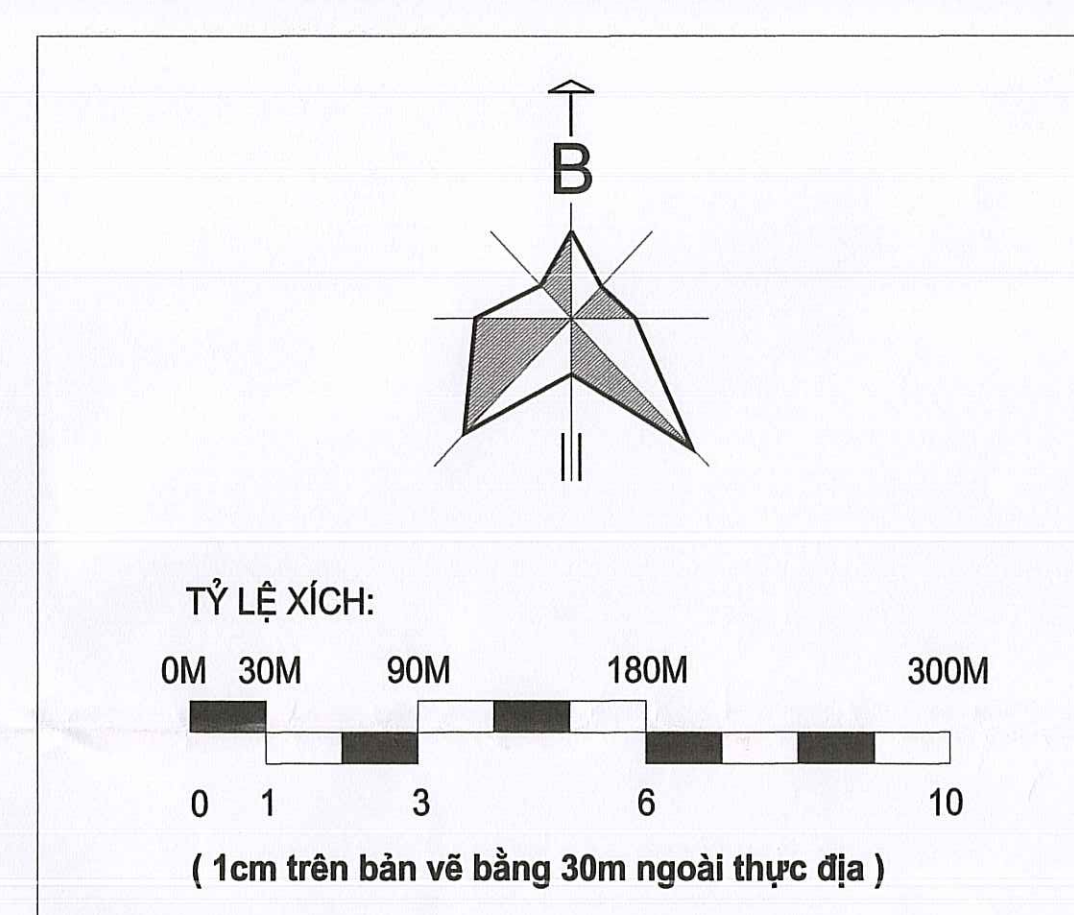 B
TỶ LỆ XÍCH:
0M 30M 90M 180M 300M
0 1 3 6 10
( 1cm trên bản vẽ bằng 30m ngoài thực địa )